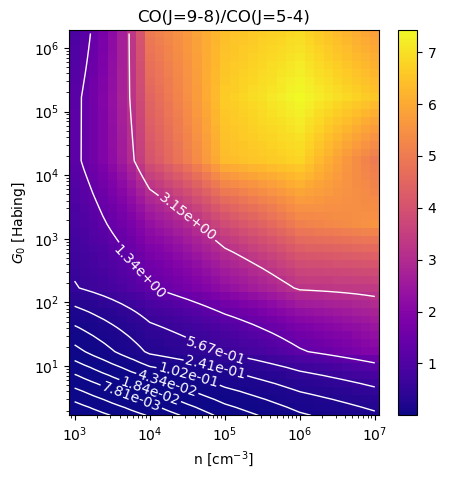 CO(J=9-8)/CO(J=5-4)
10⁶
10⁵
10⁴
10³
10²
10¹
G₀ [Habing]
3.15e+00
1.34e+00
5.67e-01
2.41e-01
1.02e-01
4.34e-02
1.84e-02
7.81e-03
10³ 10⁴ 10⁵ 10⁶ 10⁷
n [cm⁻³]
7
6
5
4
3
2
1